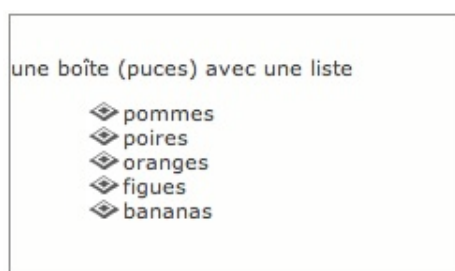 une boîte (puces) avec une liste
pommes
poires
oranges
figues
bananas